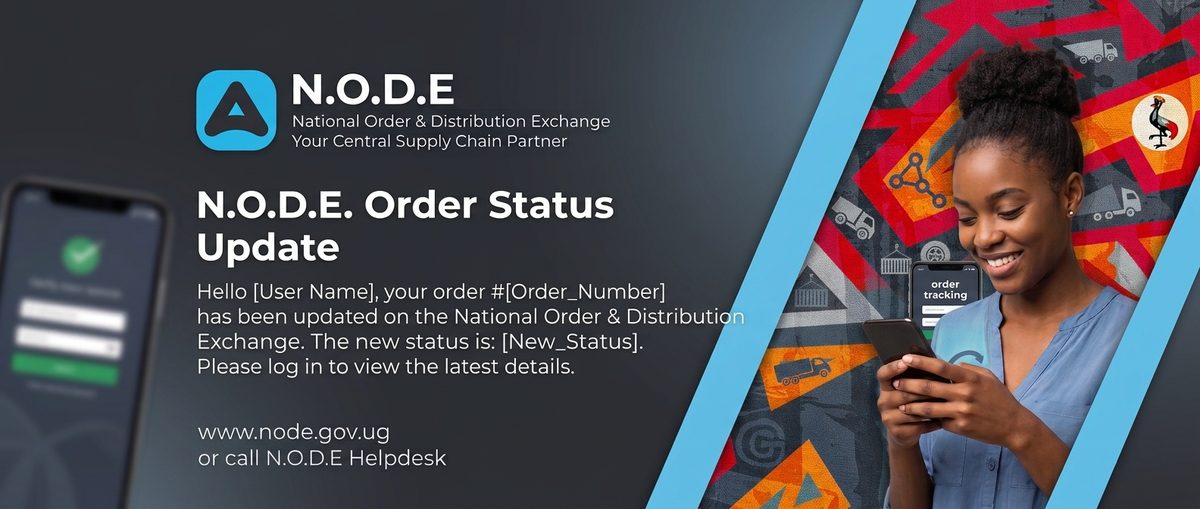 N.O.D.E
National Order & Distribution Exchange
Your Central Supply Chain Partner
N.O.D.E. Order Status
Update
Hello [User Name], your order #[Order_Number]
has been updated on the National Order & Distribution
Exchange. The new status is: [New_Status].
Please log in to view the latest details.
www.node.gov.ug
or call N.O.D.E Helpdesk
order
tracking